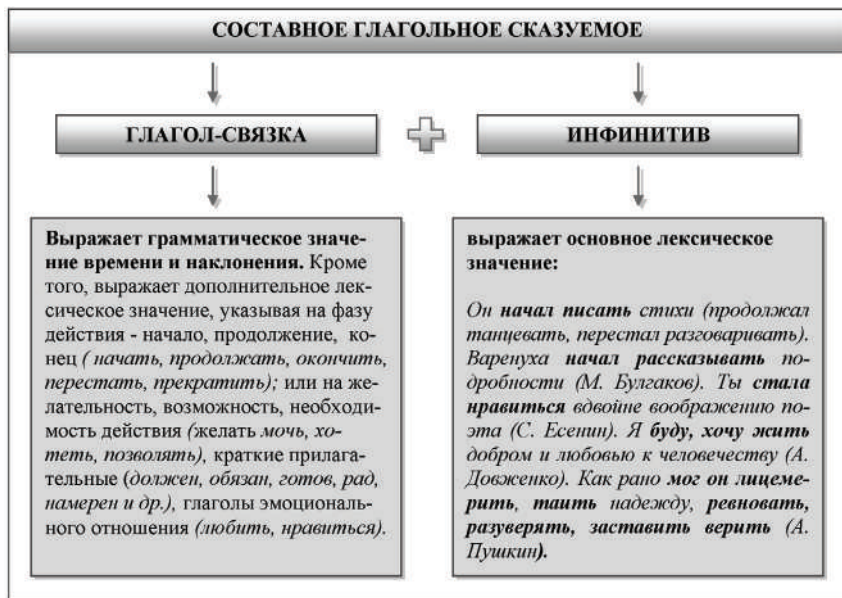 СОСТАВНОЕ ГЛАГОЛЬНОЕ СКАЗУЕМОЕ
ГЛАГОЛ-СВЯЗКА
ИНФИНИТИВ
Выражает грамматическое значе-
ние времени и наклонения. Кроме
того, выражает дополнительное лек-
сическое значение, указывая на фазу
действия - начало, продолжение, ко-
нец ( начать, продолжать, окончить,
перестать, прекратить); или на же-
лательность, возможность, необходи-
мость действия (желать мочь, хо-
теть, позволять), краткие прилага-
тельные (должен, обязан, готов, рад,
намерен и др.), глаголы эмоциональ-
ного отношения (любить, нравиться).
выражает основное лексическое
значение:
Он начал писать стихи (продолжал
танцевать, перестал разговаривать).
Варенуха начал рассказывать по-
дробности (М. Булгаков). Ты стала
нравиться вдвойне воображению по-
эта (С. Есенин). Я буду, хочу жить
добром и любовью к человечеству (А.
Довженко). Как рано мог он лицеме-
рить, таить надежду, ревновать,
разуверять, заставить верить (А.
Пушкин).